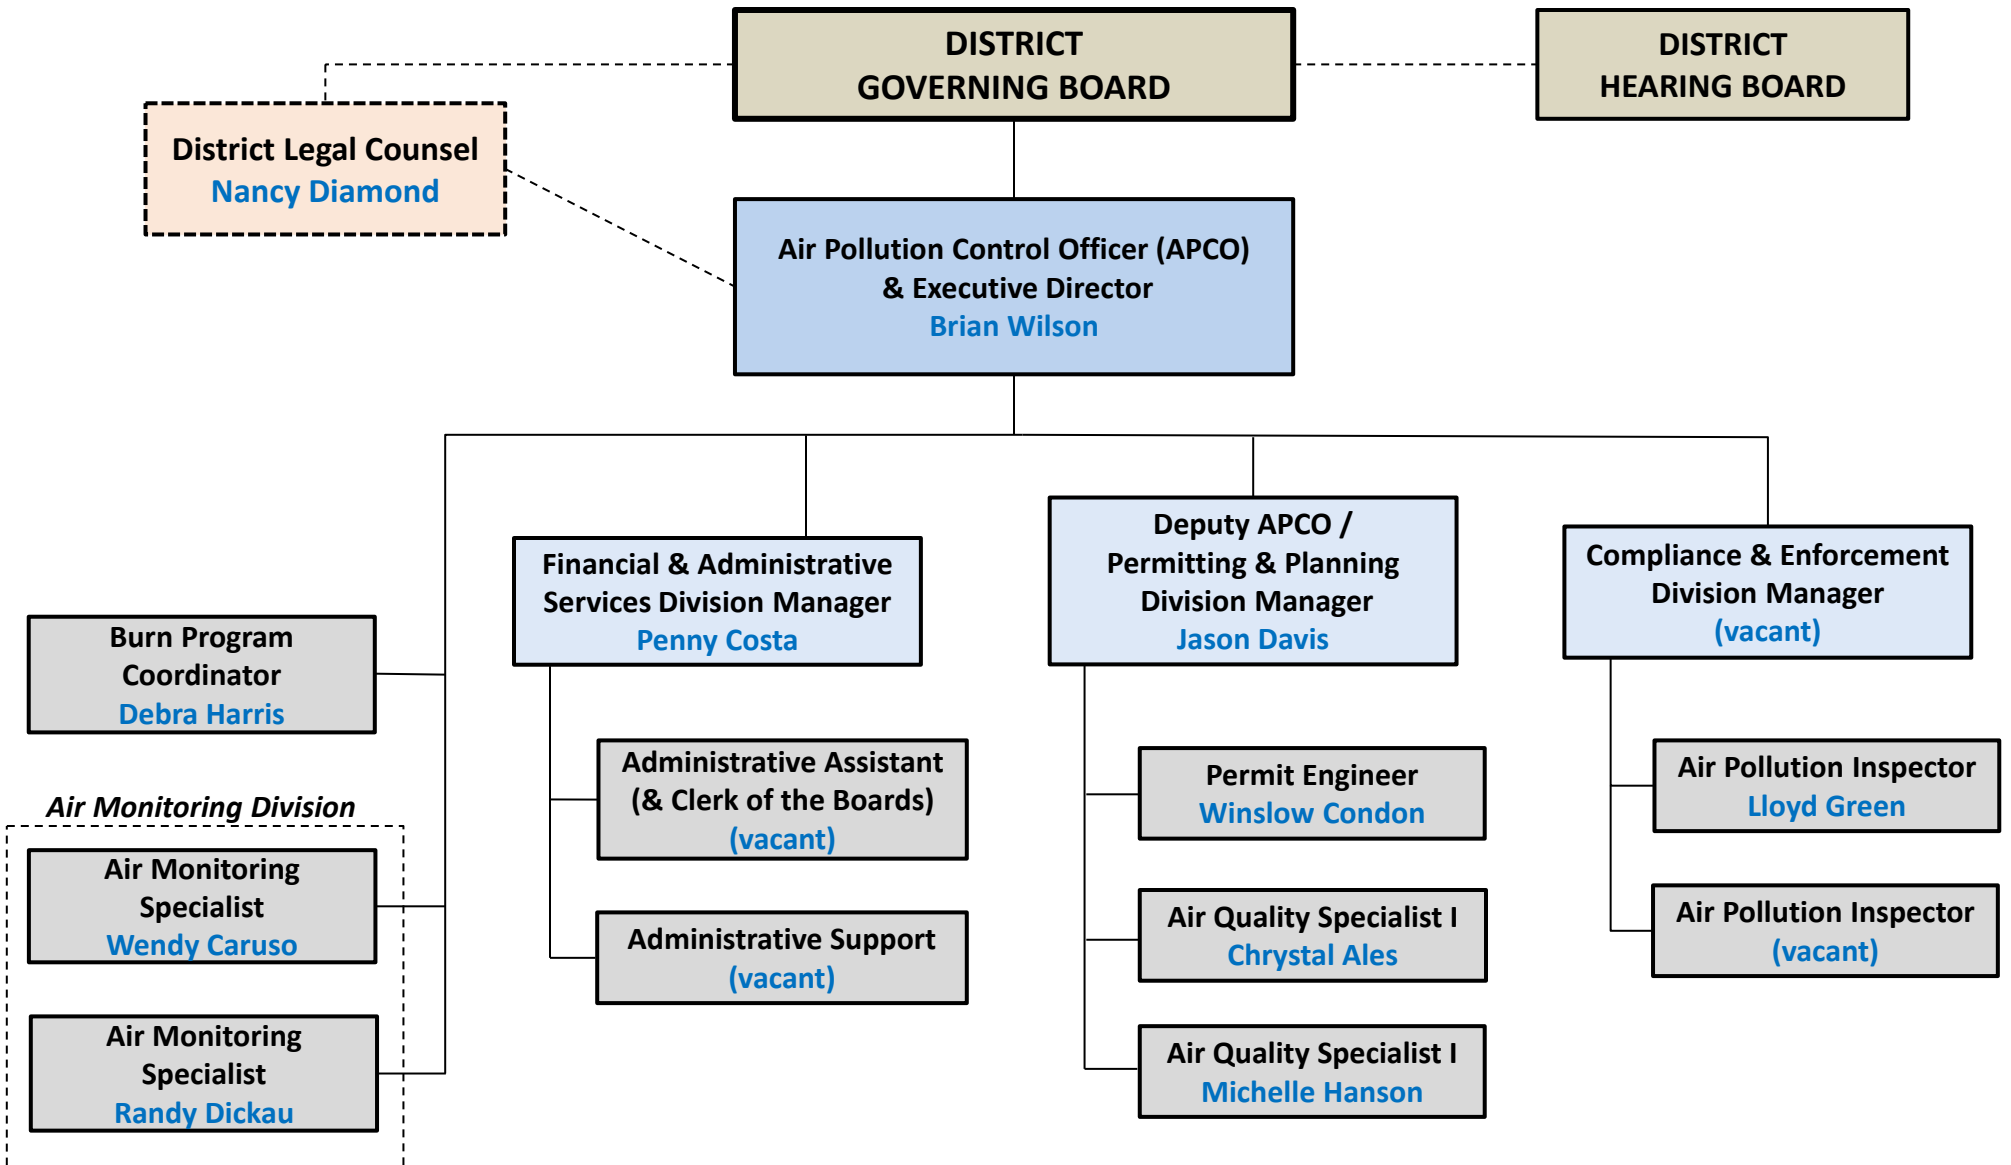 DISTRICT
GOVERNING BOARD
DISTRICT
HEARING BOARD
District Legal Counsel
Nancy Diamond
Air Pollution Control Officer (APCO)
& Executive Director
Brian Wilson
Burn Program
Coordinator
Debra Harris
Air Monitoring Division
Air Monitoring
Specialist
Wendy Caruso
Air Monitoring
Specialist
Randy Dickau
Financial & Administrative
Services Division Manager
Penny Costa
Administrative Assistant
(& Clerk of the Boards)
(vacant)
Administrative Support
(vacant)
Deputy APCO /
Permitting & Planning
Division Manager
Jason Davis
Permit Engineer
Winslow Condon
Air Quality Specialist I
Chrystal Ales
Air Quality Specialist I
Michelle Hanson
Compliance & Enforcement
Division Manager
(vacant)
Air Pollution Inspector
Lloyd Green
Air Pollution Inspector
(vacant)